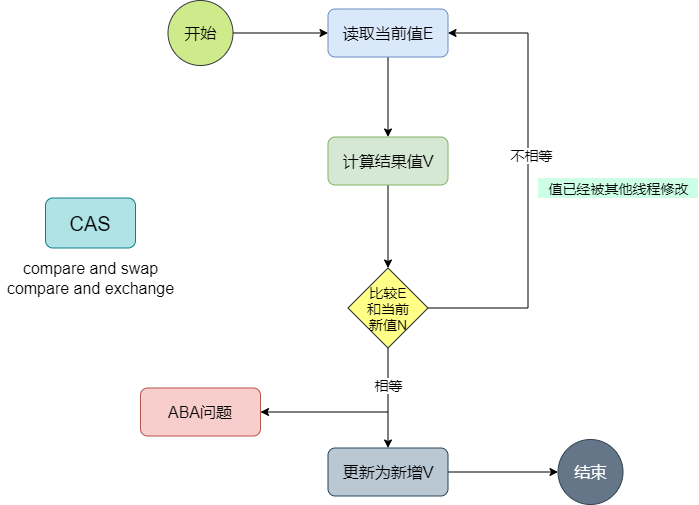 开始
读取当前值E
计算结果值V
不相等
值已经被其他线程修改
CAS
compare and swap
compare and exchange
比较E
和当前
新值N
相等
ABA问题
更新为新增V
结束